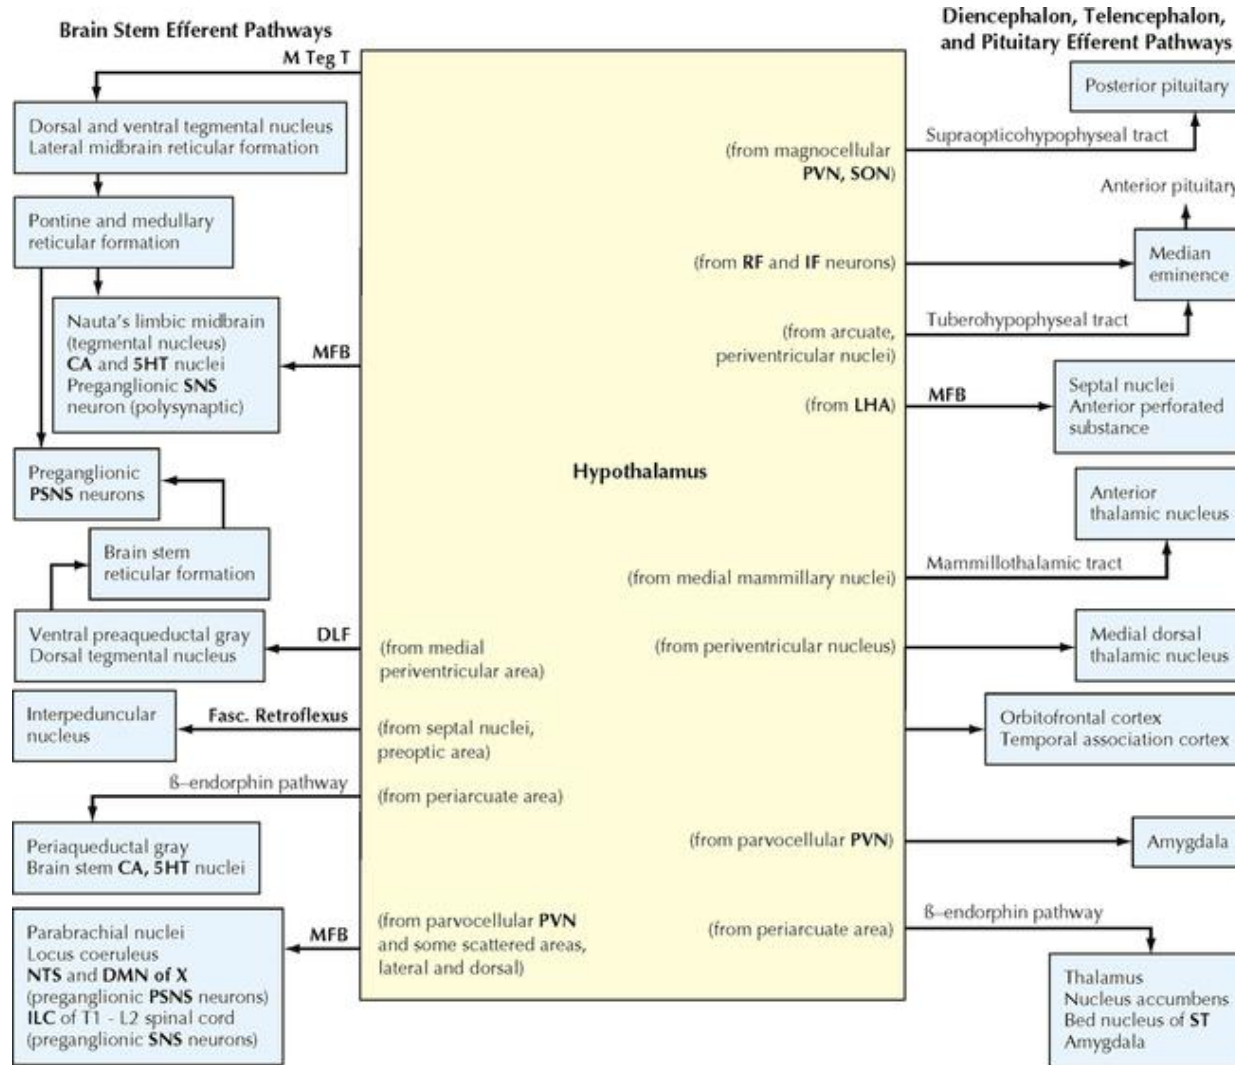 Brain Stem Efferent Pathways
M Teg T
Dorsal and ventral tegmental nucleus
Lateral midbrain reticular formation
Pontine and medullary
reticular formation
Nauta's limbic midbrain
(tegmental nucleus)
CA and 5HT nuclei
Preganglionic SNS
neuron (polysynaptic)
MFB
Preganglionic
PSNS neurons
Brain stem
reticular formation
Ventral preaqueductal gray
Dorsal tegmental nucleus
DLF
(from medial
periventricular area)
Interpeduncular
nucleus
Fasc. Retroflexus
(from septal nuclei,
preoptic area)
ß–endorphin pathway
(from periarcuate area)
Periaqueductal gray
Brain stem CA, 5HT nuclei
Parabrachial nuclei
Locus coeruleus
NTS and DMN of X
(preganglionic PSNS neurons)
ILC of T1 - L2 spinal cord
(preganglionic SNS neurons)
MFB
(from parvocellular PVN
and some scattered areas,
lateral and dorsal)
Hypothalamus
Diencephalon, Telencephalon,
and Pituitary Efferent Pathways
Posterior pituitary
Supraopticohypophyseal tract
(from magnocellular
PVN, SON)
Anterior pituitary
(from RF and IF neurons)
Median
eminence
Tuberohypophyseal tract
(from arcuate,
periventricular nuclei)
(from LHA)
MFB
Septal nuclei
Anterior perforated
substance
Anterior
thalamic nucleus
Mammillothalamic tract
(from medial mammillary nuclei)
(from periventricular nucleus)
Medial dorsal
thalamic nucleus
Orbitofrontal cortex
Temporal association cortex
(from parvocellular PVN)
Amygdala
ß–endorphin pathway
(from periarcuate area)
Thalamus
Nucleus accumbens
Bed nucleus of ST
Amygdala